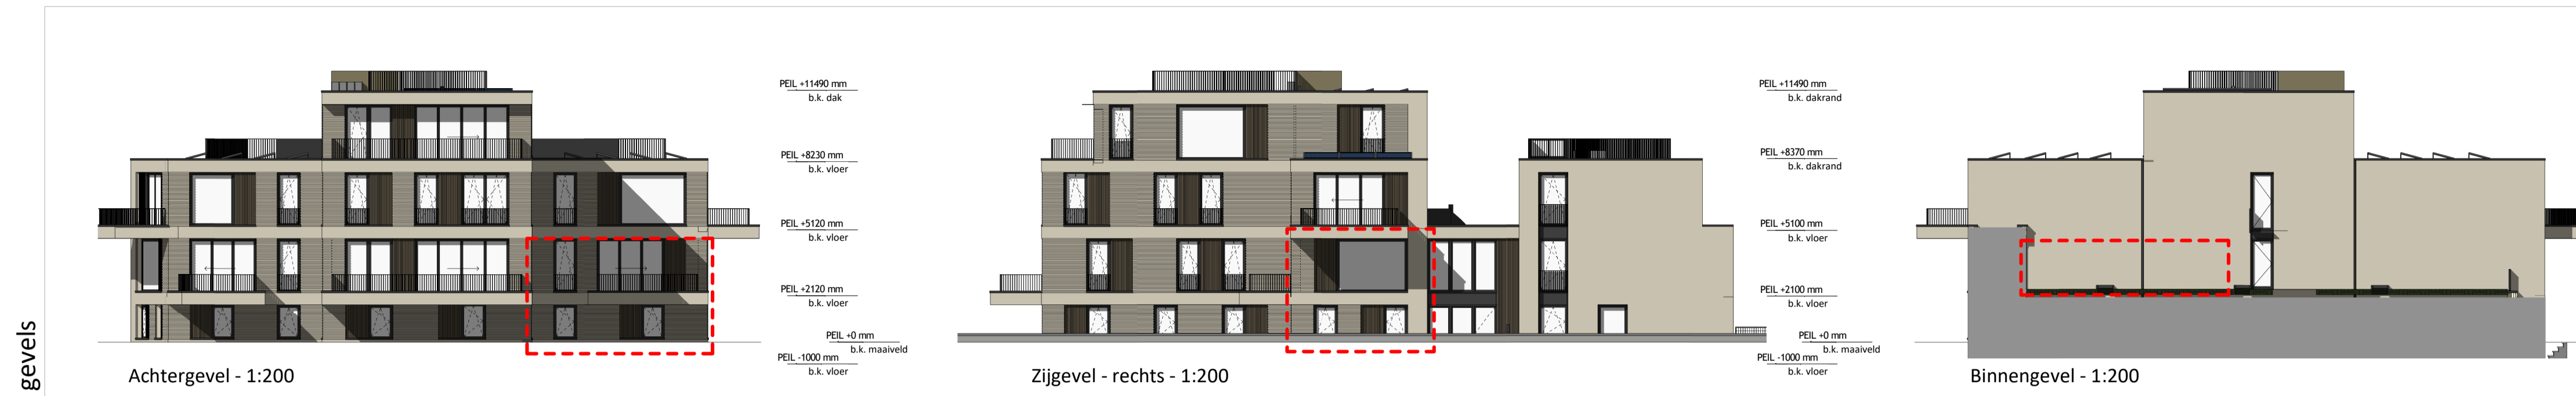 gevels
PEIL +11490 mm
b.k. dak
PEIL +8230 mm
b.k. vloer
PEIL +5120 mm
b.k. vloer
PEIL +2120 mm
b.k. vloer
PEIL +0 mm
b.k. maaiveld
PEIL -1000 mm
b.k. vloer
Achtergevel - 1:200
PEIL +11490 mm
b.k. dakrand
PEIL +8370 mm
b.k. dakrand
PEIL +5100 mm
b.k. vloer
PEIL +2100 mm
b.k. vloer
PEIL +0 mm
b.k. maaiveld
PEIL -1000 mm
b.k. vloer
Zijgevel - rechts - 1:200
Binnengevel - 1:200